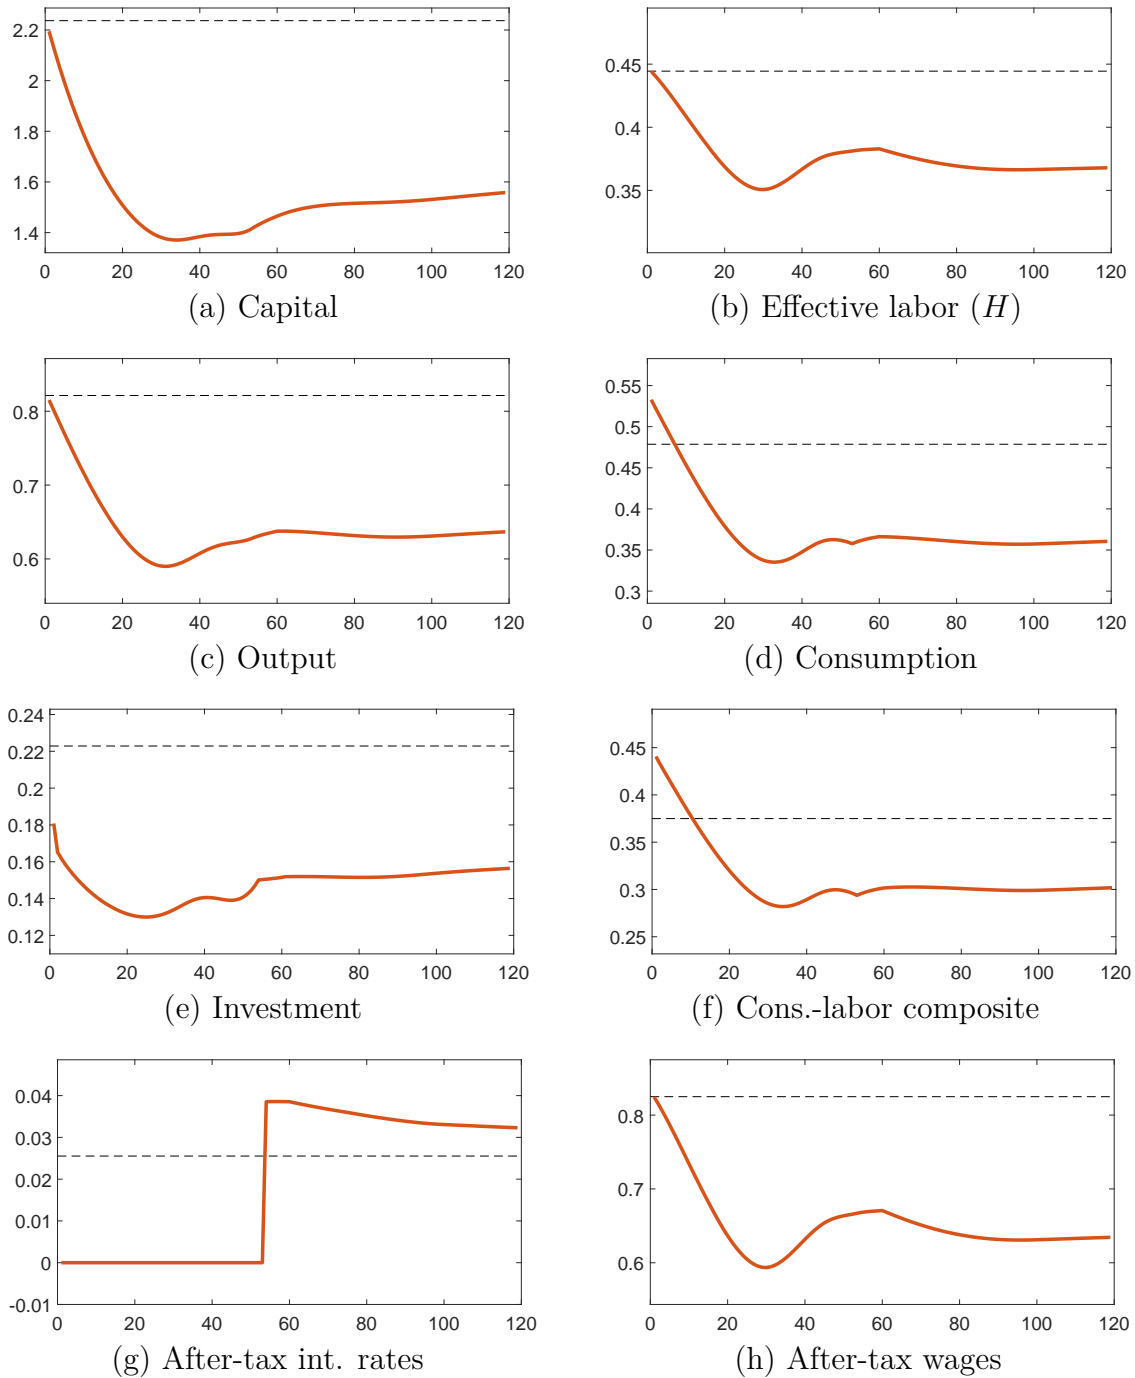 2.2
2
1.8
1.6
1.4
0 20 40 60 80 100 120
(a) Capital
0.45
0.4
0.35
0 20 40 60 80 100 120
(b) Effective labor (H)
0.8
0.7
0.6
0 20 40 60 80 100 120
(c) Output
0.55
0.5
0.45
0.4
0.35
0.3
0 20 40 60 80 100 120
(d) Consumption
0.24
0.22
0.2
0.18
0.16
0.14
0.12
0 20 40 60 80 100 120
(e) Investment
0.45
0.4
0.35
0.3
0.25
0 20 40 60 80 100 120
(f) Cons.-labor composite
0.04
0.03
0.02
0.01
0
-0.01
0 20 40 60 80 100 120
(g) After-tax int. rates
0.8
0.7
0.6
0 20 40 60 80 100 120
(h) After-tax wages